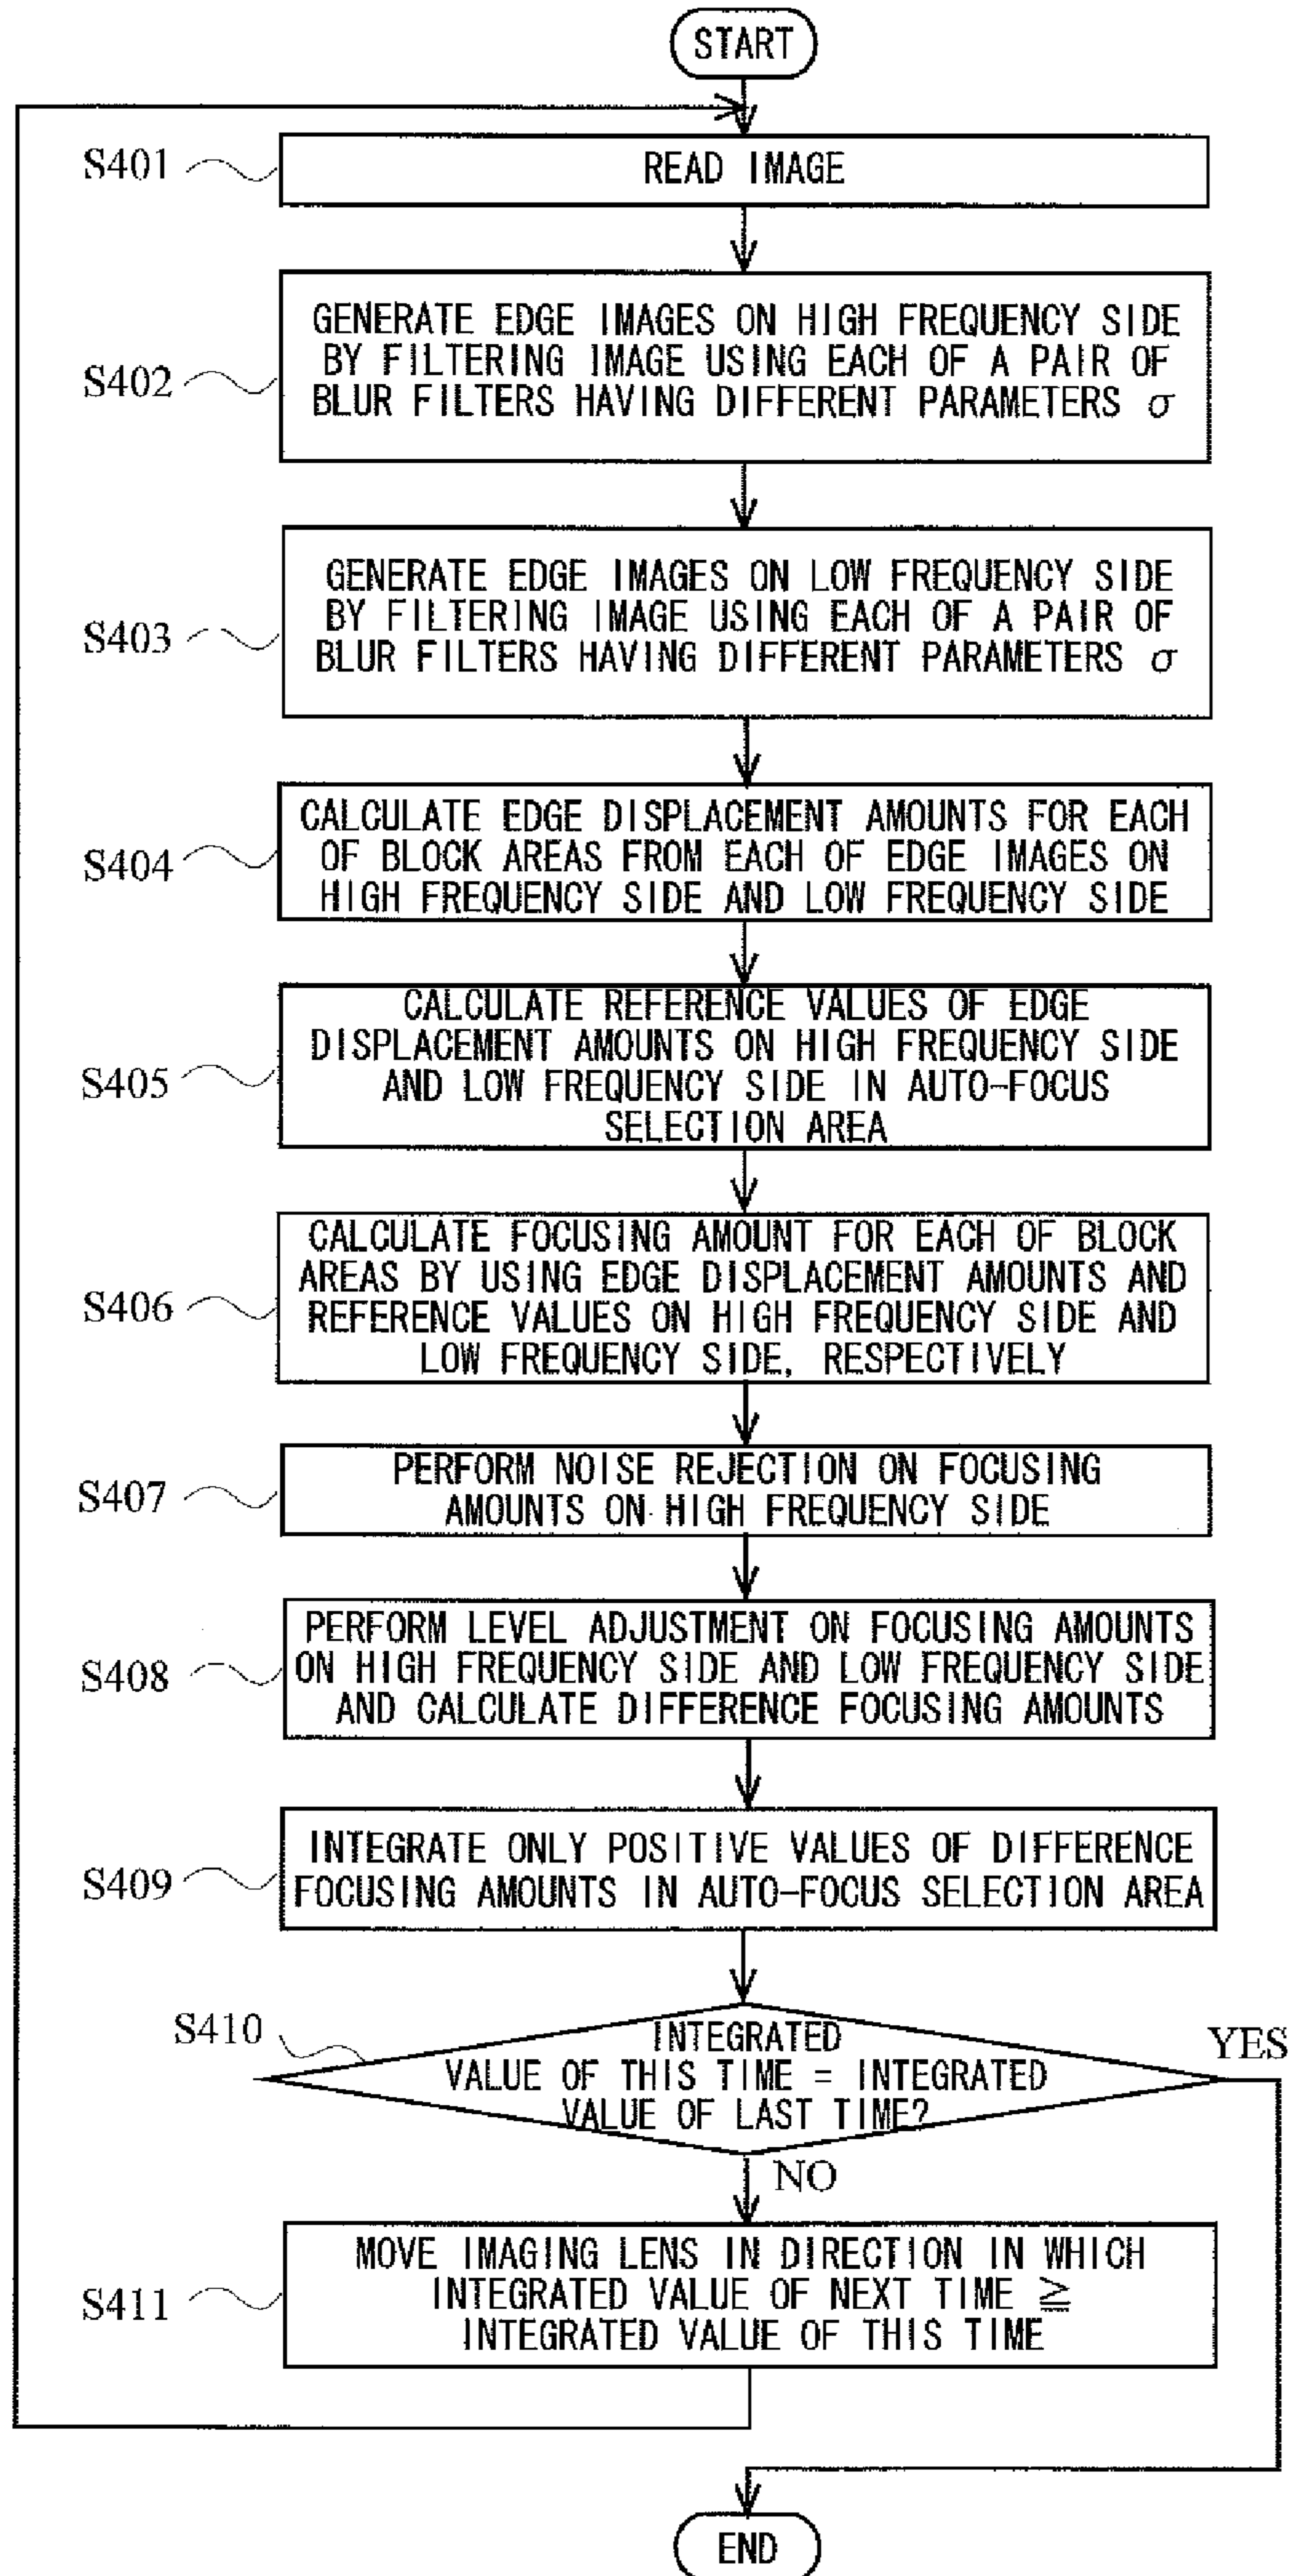 START
S401
READ IMAGE
S402
GENERATE EDGE IMAGES ON HIGH FREQUENCY SIDE
BY FILTERING IMAGE USING EACH OF A PAIR OF
BLUR FILTERS HAVING DIFFERENT PARAMETERS σ
S403
GENERATE EDGE IMAGES ON LOW FREQUENCY SIDE
BY FILTERING IMAGE USING EACH OF A PAIR OF
BLUR FILTERS HAVING DIFFERENT PARAMETERS σ
S404
CALCULATE EDGE DISPLACEMENT AMOUNTS FOR EACH
OF BLOCK AREAS FROM EACH OF EDGE IMAGES ON
HIGH FREQUENCY SIDE AND LOW FREQUENCY SIDE
S405
CALCULATE REFERENCE VALUES OF EDGE
DISPLACEMENT AMOUNTS ON HIGH FREQUENCY SIDE
AND LOW FREQUENCY SIDE IN AUTO-FOCUS
SELECTION AREA
S406
CALCULATE FOCUSING AMOUNT FOR EACH OF BLOCK
AREAS BY USING EDGE DISPLACEMENT AMOUNTS AND
REFERENCE VALUES ON HIGH FREQUENCY SIDE AND
LOW FREQUENCY SIDE, RESPECTIVELY
S407
PERFORM NOISE REJECTION ON FOCUSING
AMOUNTS ON HIGH FREQUENCY SIDE
S408
PERFORM LEVEL ADJUSTMENT ON FOCUSING AMOUNTS
ON HIGH FREQUENCY SIDE AND LOW FREQUENCY SIDE
AND CALCULATE DIFFERENCE FOCUSING AMOUNTS
S409
INTEGRATE ONLY POSITIVE VALUES OF DIFFERENCE
FOCUSING AMOUNTS IN AUTO-FOCUS SELECTION AREA
S410
INTEGRATED
VALUE OF THIS TIME = INTEGRATED
VALUE OF LAST TIME?
YES
NO
S411
MOVE IMAGING LENS IN DIRECTION IN WHICH
INTEGRATED VALUE OF NEXT TIME ≧
INTEGRATED VALUE OF THIS TIME
END